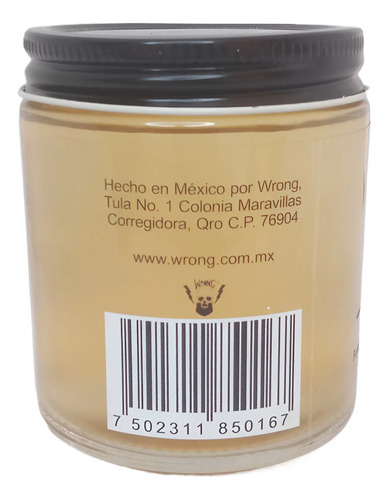 Hecho en México por Wrong,
Tula No. 1 Colonia Maravillas
Corregidora, Qro C.P. 76904
www.wrong.com.mx
WRONG
7 502311 850167